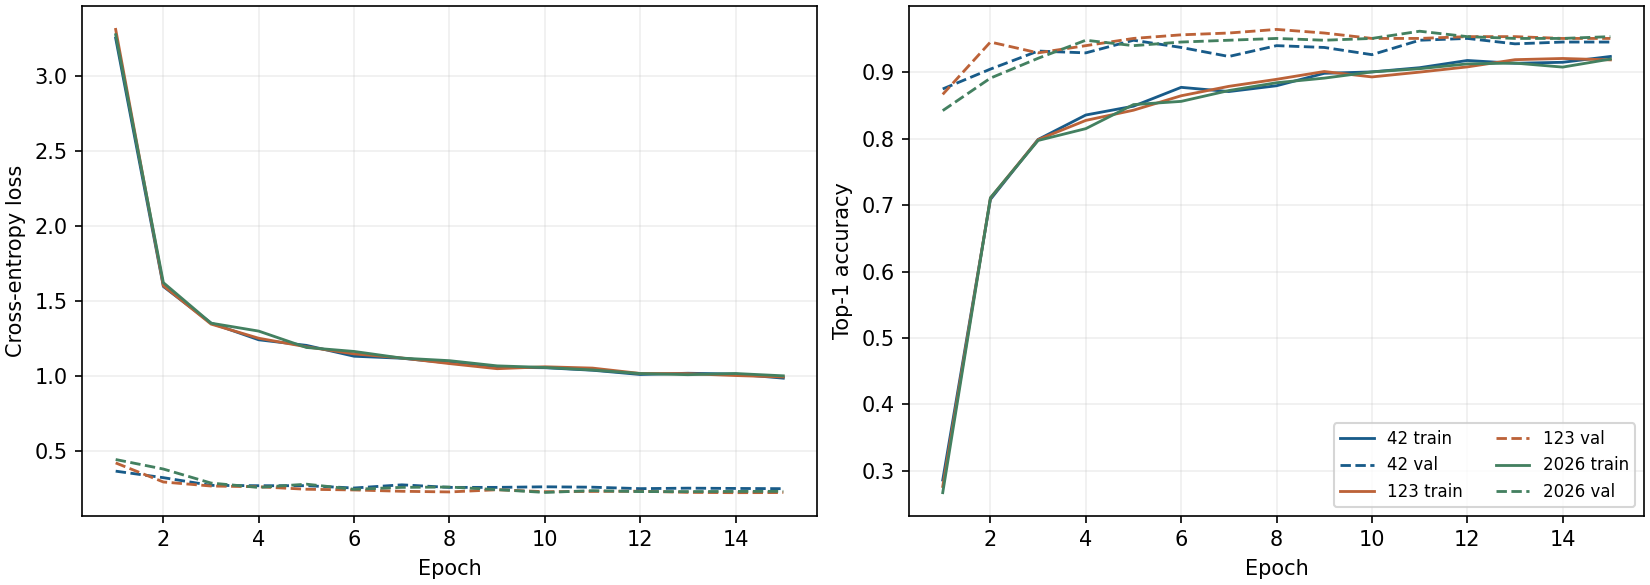 Cross-entropy loss
3.0
2.5
2.0
1.5
1.0
0.5
2 4 6 8 10 12 14
Epoch
Top-1 accuracy
0.9
0.8
0.7
0.6
0.5
0.4
0.3
2 4 6 8 10 12 14
Epoch
42 train
42 val
123 train
123 val
2026 train
2026 val